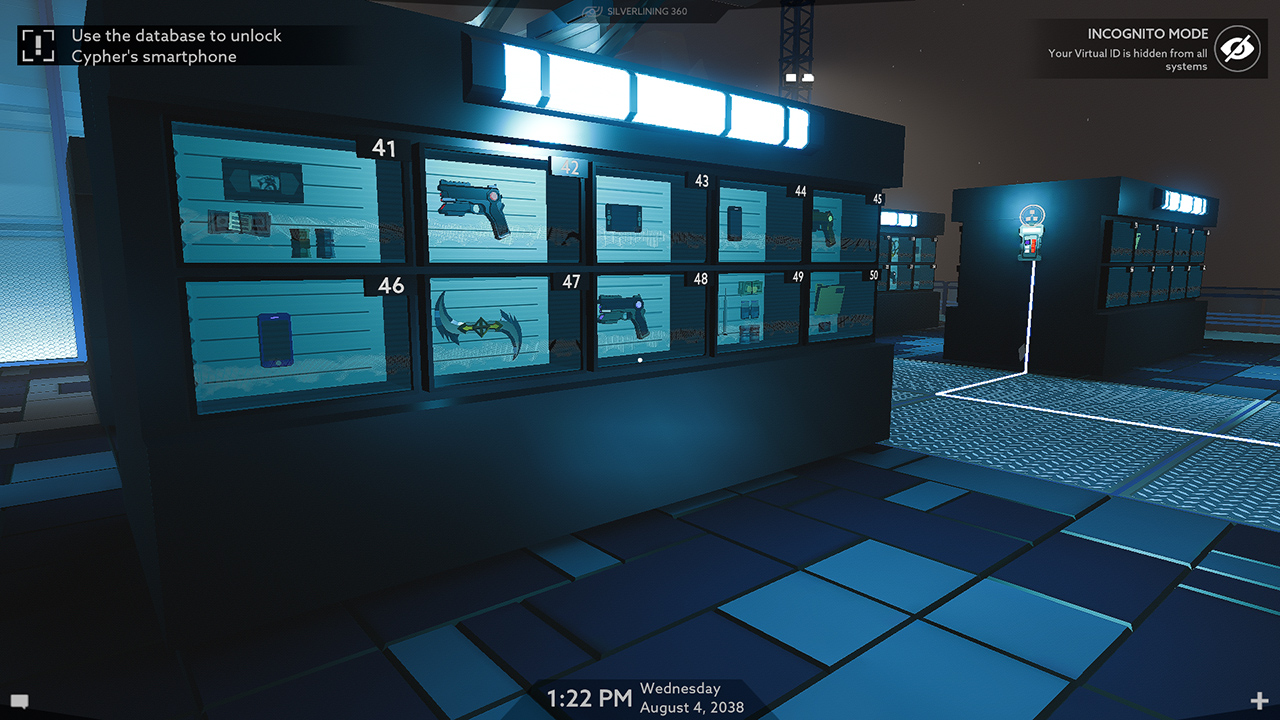 SILVERLINING 360
Use the database to unlock
Cypher's smartphone
INCOGNITO MODE
Your Virtual ID is hidden from all
systems
41
42
43
44
45
46
47
48
49
50
1:22 PM
Wednesday
August 4, 2038